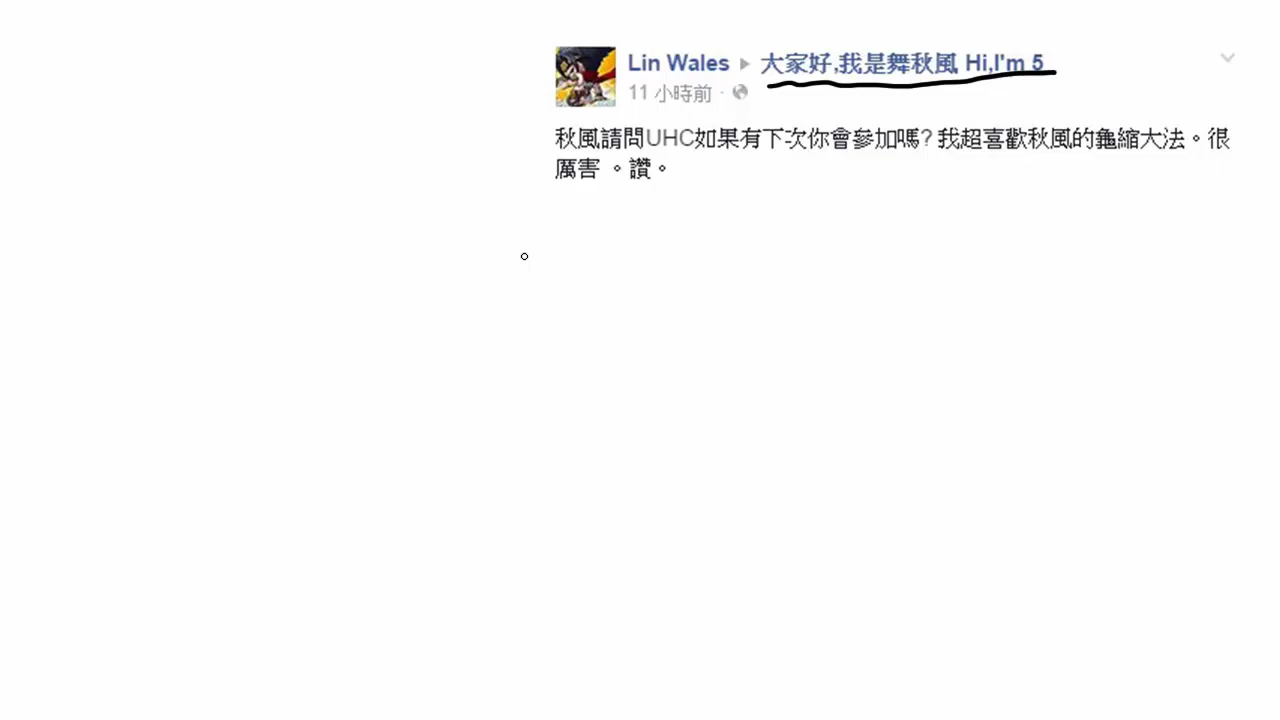 Lin Wales ▶ 大家好,我是舞秋風 Hi,I'm 5
11 小時前 ·
秋風請問UHC如果有下次你會參加嗎? 我超喜歡秋風的龜縮大法。很
厲害 。讚。